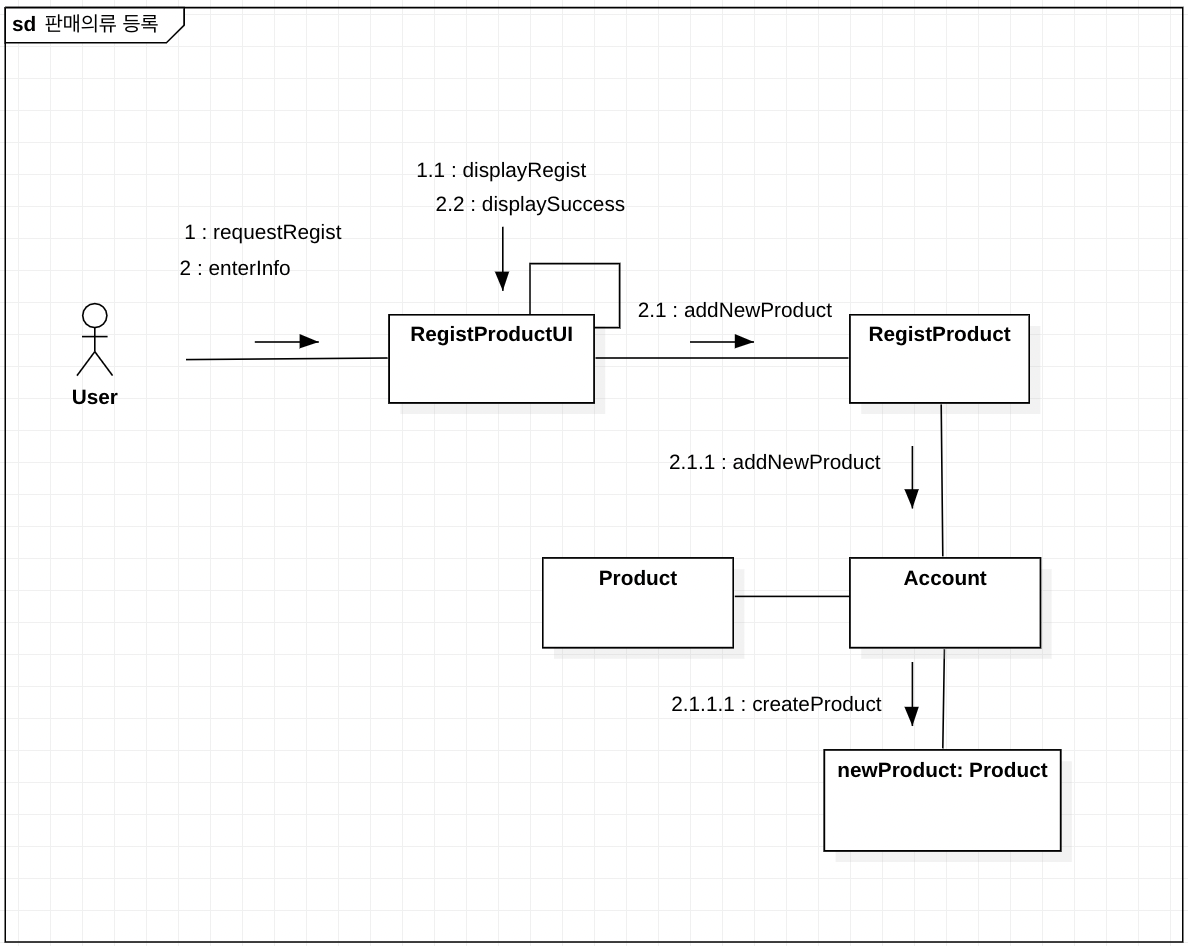 sd 판매의류 등록
1.1 : displayRegist
2.2 : displaySuccess
1 : requestRegist
2 : enterInfo
2.1 : addNewProduct
RegistProductUI
RegistProduct
User
2.1.1 : addNewProduct
Product
Account
2.1.1.1 : createProduct
newProduct: Product